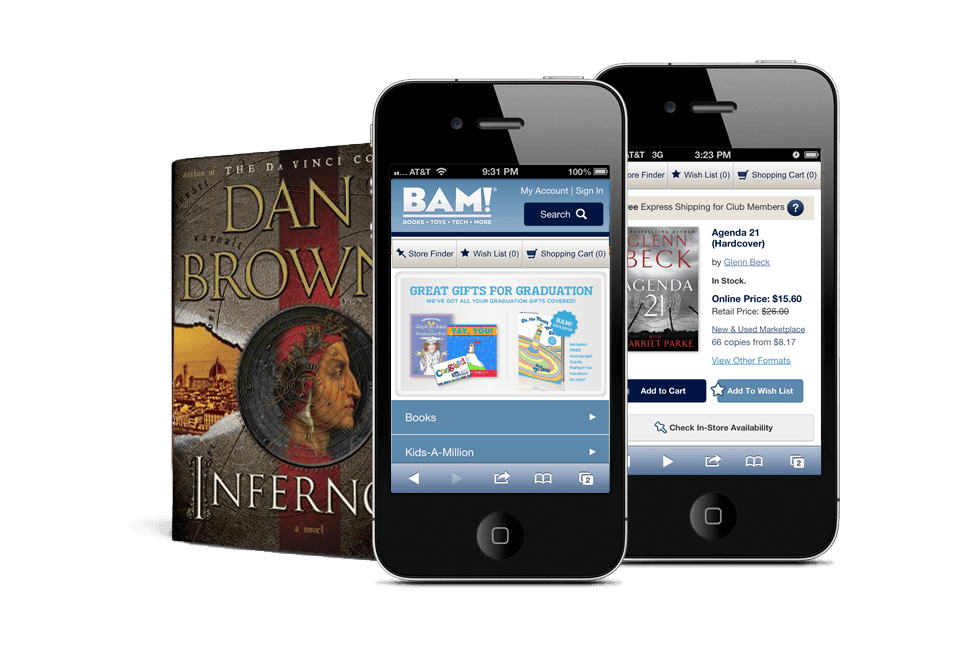 author of THE DA VINCI CO
DAN
BROWN
INFERNO
a novel
AT&T 9:31 PM 100%
BAM!
BOOKS • TOYS • TECH • MORE
My Account | Sign In
Search
Store Finder
Wish List (0)
Shopping Cart (0)
GREAT GIFTS FOR GRADUATION
WE'VE GOT ALL YOUR GRADUATION GIFTS COVERED!
YAY, YOU!
BAM!
Includes
FREE
Autograph
Cards.
Perfect for
teachers
to sign!
Books
Kids-A-Million
2
AT&T 3G 3:23 PM
ore Finder
Wish List (0)
Shopping Cart (0)
ree Express Shipping for Club Members ?
BESTSELLING AUTHOR
GLENN
BECK
AGENDA
21
WITH
HARRIET PARKE
Agenda 21
(Hardcover)
by Glenn Beck
In Stock.
Online Price: $15.60
Retail Price: $26.00
New & Used Marketplace
66 copies from $8.17
View Other Formats
Add to Cart
Add To Wish List
Check In-Store Availability
2